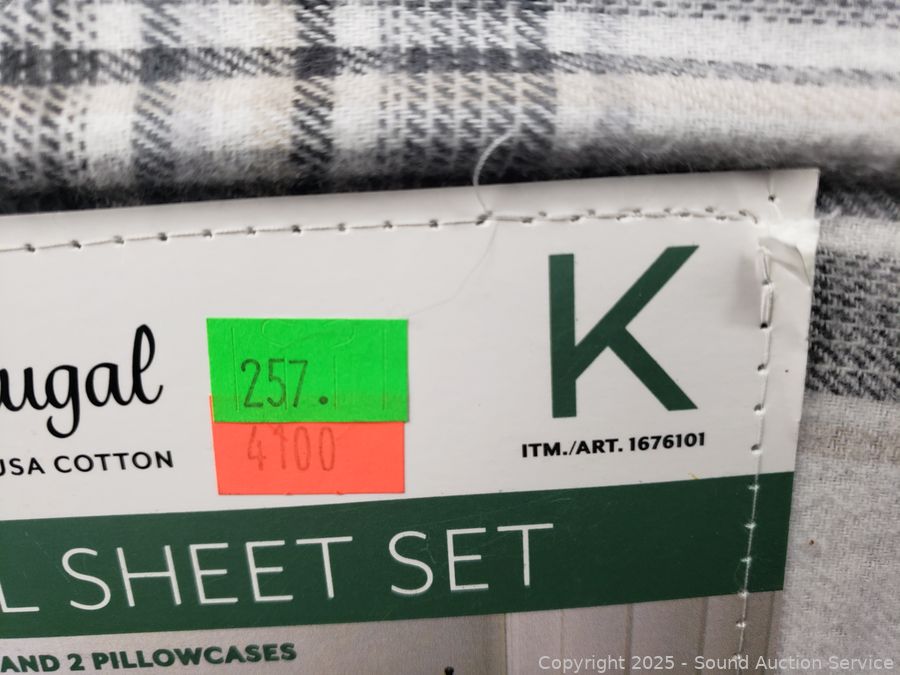 K
ugal
257.
4100
USA COTTON
ITM./ART. 1676101
L SHEET SET
AND 2 PILLOWCASES
Copyright 2025 - Sound Auction Service